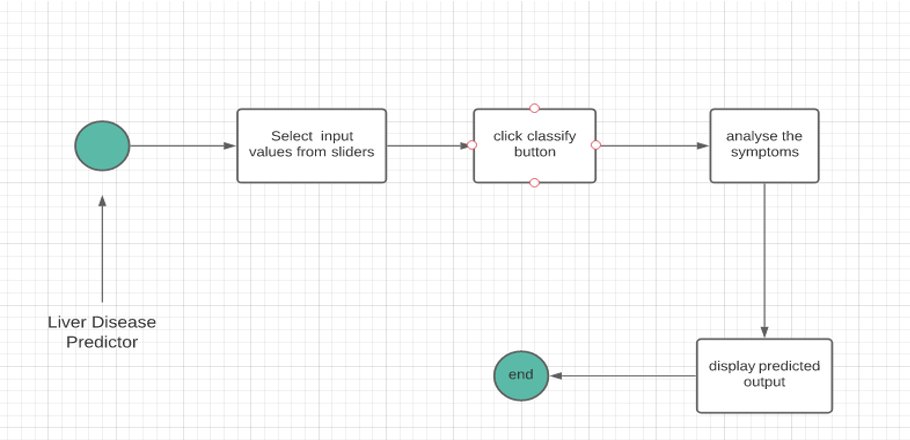 Select input
values from sliders
click classify
button
analyse the
symptoms
Liver Disease
Predictor
display predicted
output
end